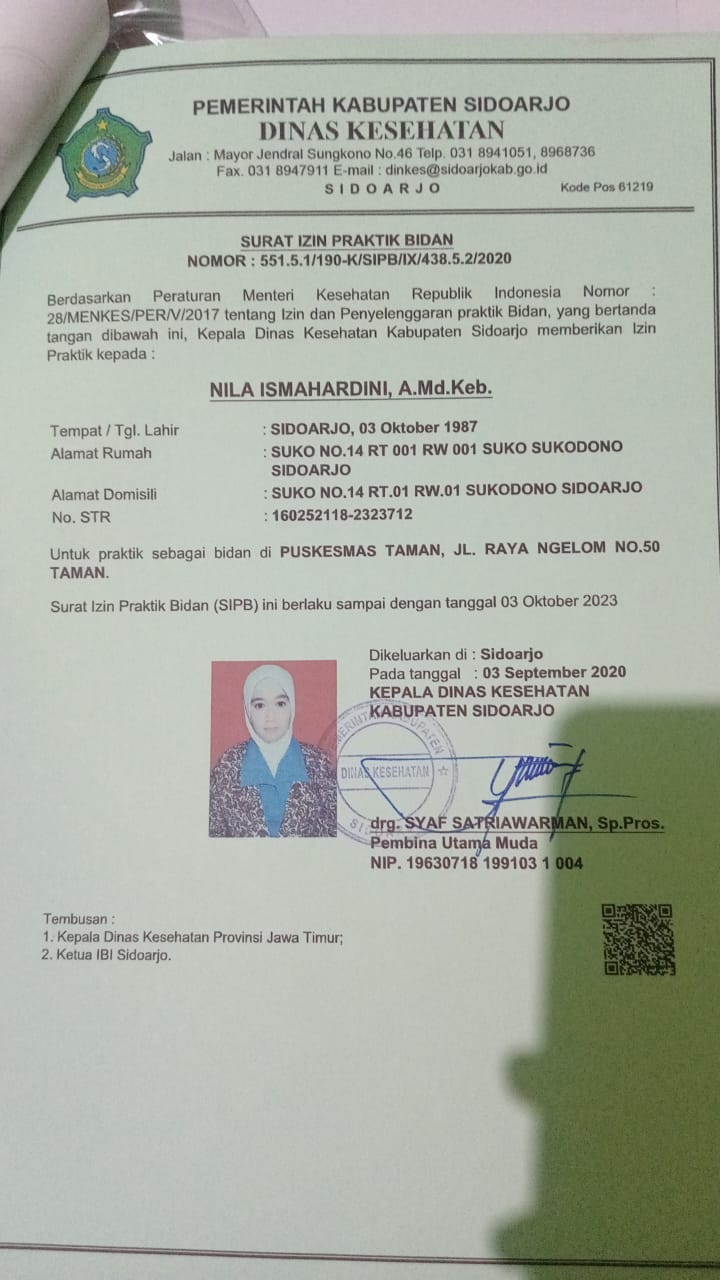 PEMERINTAH KABUPATEN SIDOARJO
DINAS KESEHATAN
Jalan : Mayor Jendral Sungkono No.46 Telp. 031 8941051, 8968736
Fax. 031 8947911 E-mail : dinkes@sidoarjokab.go.id
S I D O A R J O Kode Pos 61219
SURAT IZIN PRAKTIK BIDAN
NOMOR : 551.5.1/190-K/SIPB/IX/438.5.2/2020
Berdasarkan Peraturan Menteri Kesehatan Republik Indonesia Nomor :
28/MENKES/PER/V/2017 tentang Izin dan Penyelenggaran praktik Bidan, yang bertanda
tangan dibawah ini, Kepala Dinas Kesehatan Kabupaten Sidoarjo memberikan Izin
Praktik kepada :
NILA ISMAHARDINI, A.Md.Keb.
Tempat / Tgl. Lahir : SIDOARJO, 03 Oktober 1987
Alamat Rumah : SUKO NO.14 RT 001 RW 001 SUKO SUKODONO
SIDOARJO
Alamat Domisili : SUKO NO.14 RT.01 RW.01 SUKODONO SIDOARJO
No. STR : 160252118-2323712
Untuk praktik sebagai bidan di PUSKESMAS TAMAN, JL. RAYA NGELOM NO.50
TAMAN.
Surat Izin Praktik Bidan (SIPB) ini berlaku sampai dengan tanggal 03 Oktober 2023
Dikeluarkan di : Sidoarjo
Pada tanggal : 03 September 2020
KEPALA DINAS KESEHATAN
KABUPATEN SIDOARJO
DINAS KESEHATAN
drg. SYAF SATRIAWARMAN, Sp.Pros.
Pembina Utama Muda
NIP. 19630718 199103 1 004
Tembusan :
1. Kepala Dinas Kesehatan Provinsi Jawa Timur;
2. Ketua IBI Sidoarjo.